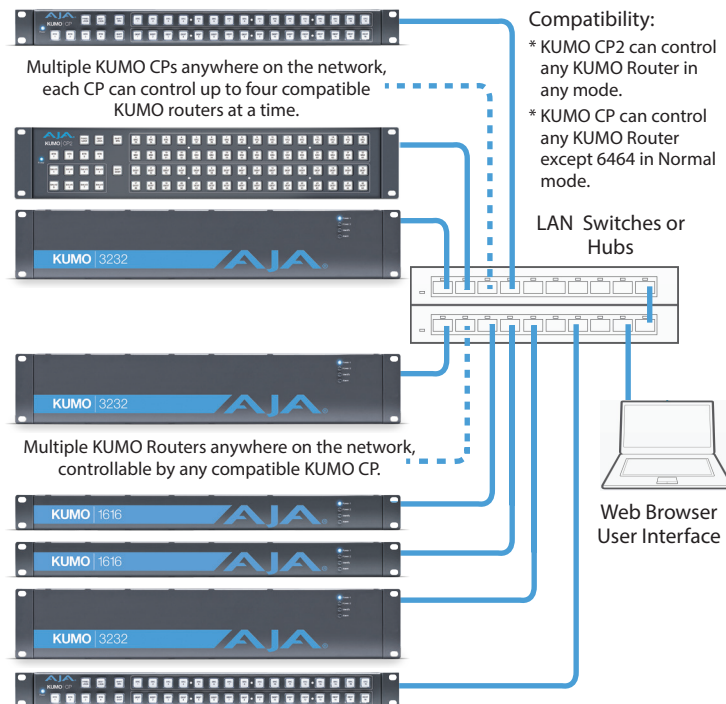 AJA
KUMO CP
Compatibility:
* KUMO CP2 can control
any KUMO Router in
any mode.
* KUMO CP can control
any KUMO Router
except 6464 in Normal
mode.
Multiple KUMO CPs anywhere on the network,
each CP can control up to four compatible
KUMO routers at a time.
AJA
KUMO CP2
LAN Switches or
Hubs
KUMO 3232 AJA
KUMO 3232 AJA
Multiple KUMO Routers anywhere on the network,
controllable by any compatible KUMO CP.
KUMO 1616 AJA
KUMO 1616 AJA
Web Browser
User Interface
KUMO 3232 AJA
AJA
KUMO CP